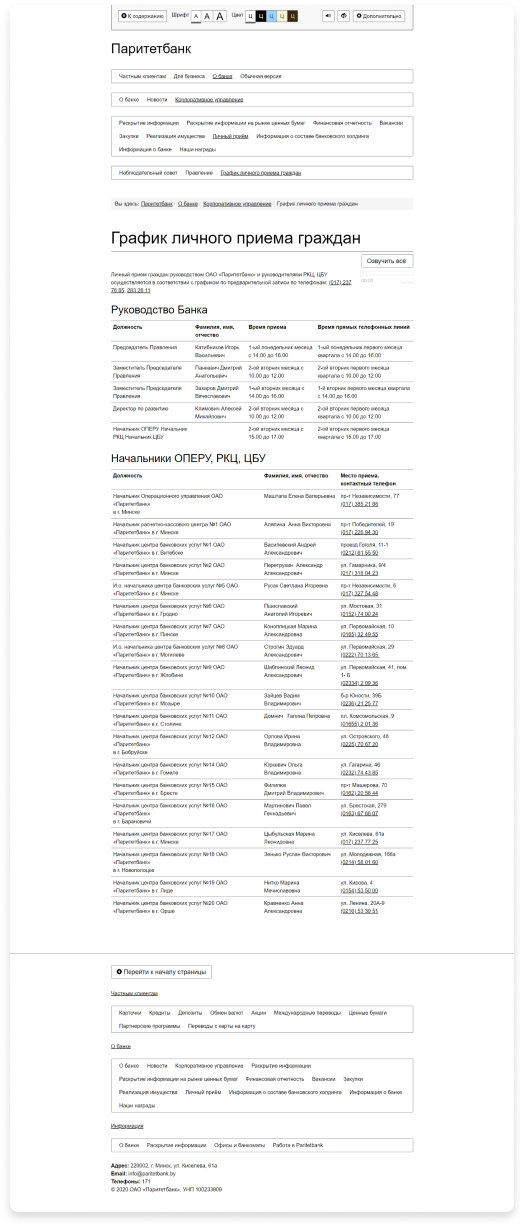 К содержанию Шрифт А А А Цвет Ц Ц Ц Ц Ц Дополнительно
Паритетбанк
Частным клиентам Для бизнеса О банке Обычная версия
О банке Новости Корпоративное управление
Раскрытие информации Раскрытие информации на рынке ценных бумаг Финансовая отчетность Вакансии
Закупки Реализация имущества Личный приём Информация о составе банковского холдинга
Информация о банке Наши награды
Наблюдательный совет Правление График личного приема граждан
Вы здесь: Паритетбанк О банке Корпоративное управление График личного приема граждан
График личного приема граждан
Озвучить всё
00:00
Личный прием граждан руководством ОАО «Паритетбанк» и руководителями РКЦ, ЦБУ
осуществляется в соответствии с графиком по предварительной записи по телефонам: (017) 237
76 85, 263 26 11
Руководство Банка
Должность Фамилия, имя, отчество Время приема Время прямых телефонных линий
Председатель Правления Катибников Игорь Васильевич 1-ый понедельник месяца с 14.00 до 16.00 1-ый понедельник первого месяца квартала с 14.00 до 16.00
Заместитель Председателя Правления Панкевич Дмитрий Анатольевич 2-ой вторник месяца с 10.00 до 12.00 2-ой вторник первого месяца квартала с 10.00 до 12.00
Заместитель Председателя Правления Захаров Дмитрий Вячеславович 1-ый вторник месяца с 14.00 до 16.00 1-й вторник первого месяца квартала с 14.00 до 16.00
Директор по развитию Климович Алексей Михайлович 2-ой вторник месяца с 10.00 до 12.00 2-ой вторник первого месяца квартала с 10.00 до 12.00
Начальник ОПЕРУ Начальник РКЦ Начальник ЦБУ 2-ой вторник месяца с 15.00 до 17.00 2-ой вторник первого месяца квартала с 15.00 до 17.00
Начальники ОПЕРУ, РКЦ, ЦБУ
Должность Фамилия, имя, отчество Место приема, контактный телефон
Начальник Операционного управления ОАО «Паритетбанк» в г. Минске Машлапа Елена Валерьевна пр-т Независимости, 77 (017) 385 21 88
Начальник расчетно-кассового центра №1 ОАО «Паритетбанк» в г. Минске Аляпина Анна Викторовна пр-т Победителей, 19 (017) 226 94 30
Начальник центра банковских услуг №1 ОАО «Паритетбанк» в г. Витебске Василевский Андрей Александрович проезд Гоголя, 11-1 (0212) 61 55 50
Начальник центра банковских услуг №2 ОАО «Паритетбанк» в г. Минске Перетрухин Александр Александрович ул. Гамарника, 9/4 (017) 318 04 23
И.о. начальника центра банковских услуг №5 ОАО «Паритетбанк» в г. Минске Русак Светлана Игоревна пр-т Независимости, 6 (017) 327 54 48
Начальник центра банковских услуг №6 ОАО «Паритетбанк» в г. Гродно Пшеславский Анатолий Игоревич ул. Мостовая, 31 (0152) 74 00 24
Начальник центра банковских услуг №7 ОАО «Паритетбанк» в г. Пинске Коноплицкая Марина Александровна ул. Первомайская, 10 (0165) 32 49 55
И.о. начальника центра банковских услуг №8 ОАО «Паритетбанк» в г. Могилеве Строгин Эдуард Александрович ул. Первомайская, 29 (0222) 70 13 65
Начальник центра банковских услуг №9 ОАО «Паритетбанк» в г. Жлобине Шаблинский Леонид Александрович ул. Первомайская, 41, пом. 1- Б (02334) 2 99 36
Начальник центра банковских услуг №10 ОАО «Паритетбанк» в г. Мозыре Зайцев Вадим Владимирович б-р Юности, 39Б (0236) 21 25 77
Начальник центра банковских услуг №11 ОАО «Паритетбанк» в г. Столине Домнич Галина Петровна пл. Комсомольская, 9 (01655) 2 01 36
Начальник центра банковских услуг №12 ОАО «Паритетбанк» в г. Бобруйске Орлова Ирина Владимировна ул. Островского, 48 (0225) 70 67 20
Начальник центра банковских услуг №14 ОАО «Паритетбанк» в г. Гомеле Юркевич Ольга Владимировна ул. Гагарина, 46 (0232) 74 43 85
Начальник центра банковских услуг №15 ОАО «Паритетбанк» в г. Бресте Филипюк Дмитрий Владимирович пр-т Машерова, 70 (0162) 20 56 44
Начальник центра банковских услуг №16 ОАО «Паритетбанк» в г. Барановичи Мартинович Павел Геннадьевич ул. Брестская, 279 (0163) 67 66 07
Начальник центра банковских услуг №17 ОАО «Паритетбанк» в г. Минске Цыбульская Марина Леонидовна ул. Киселева, 61а (017) 237 77 25
Начальник центра банковских услуг №18 ОАО «Паритетбанк» в г. Новополоцке Зенько Руслан Викторович ул. Молодежная, 166а (0214) 58 01 60
Начальник центра банковских услуг №19 ОАО «Паритетбанк» в г. Лиде Нитко Марина Мечиславовна ул. Кирова, 4 (0154) 53 50 00
Начальник центра банковских услуг №20 ОАО «Паритетбанк» в г. Орше Кравченко Анна Александровна ул. Ленина, 20А-9 (0216) 53 39 51
Перейти к началу страницы
Частным клиентам
Карточки Кредиты Депозиты Обмен валют Акции Международные переводы Ценные бумаги
Партнерские программы Переводы с карты на карту
О банке
О банке Новости Корпоративное управление Раскрытие информации
Раскрытие информации на рынке ценных бумаг Финансовая отчетность Вакансии Закупки
Реализация имущества Личный приём Информация о составе банковского холдинга Информация о банке
Наши награды
Информация
О банке Раскрытие информации Офисы и банкоматы Работа в Paritetbank
Адрес: 220002, г. Минск, ул. Киселева, 61а
Email: info@paritetbank.by
Телефоны: 171
© 2020 ОАО «Паритетбанк». УНП 100233809